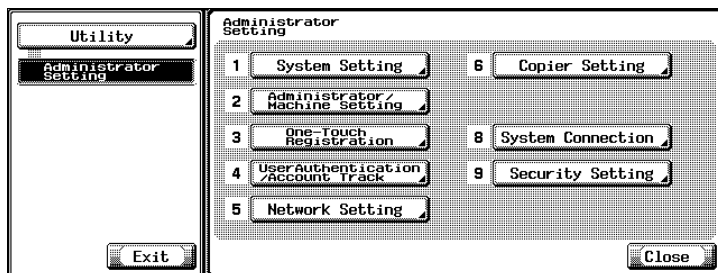 Utility
Administrator
Setting
Exit
Administrator
Setting
1 System Setting
2 Administrator/
Machine Setting
3 One-Touch
Registration
4 UserAuthentication
/Account Track
5 Network Setting
6 Copier Setting
8 System Connection
9 Security Setting
Close